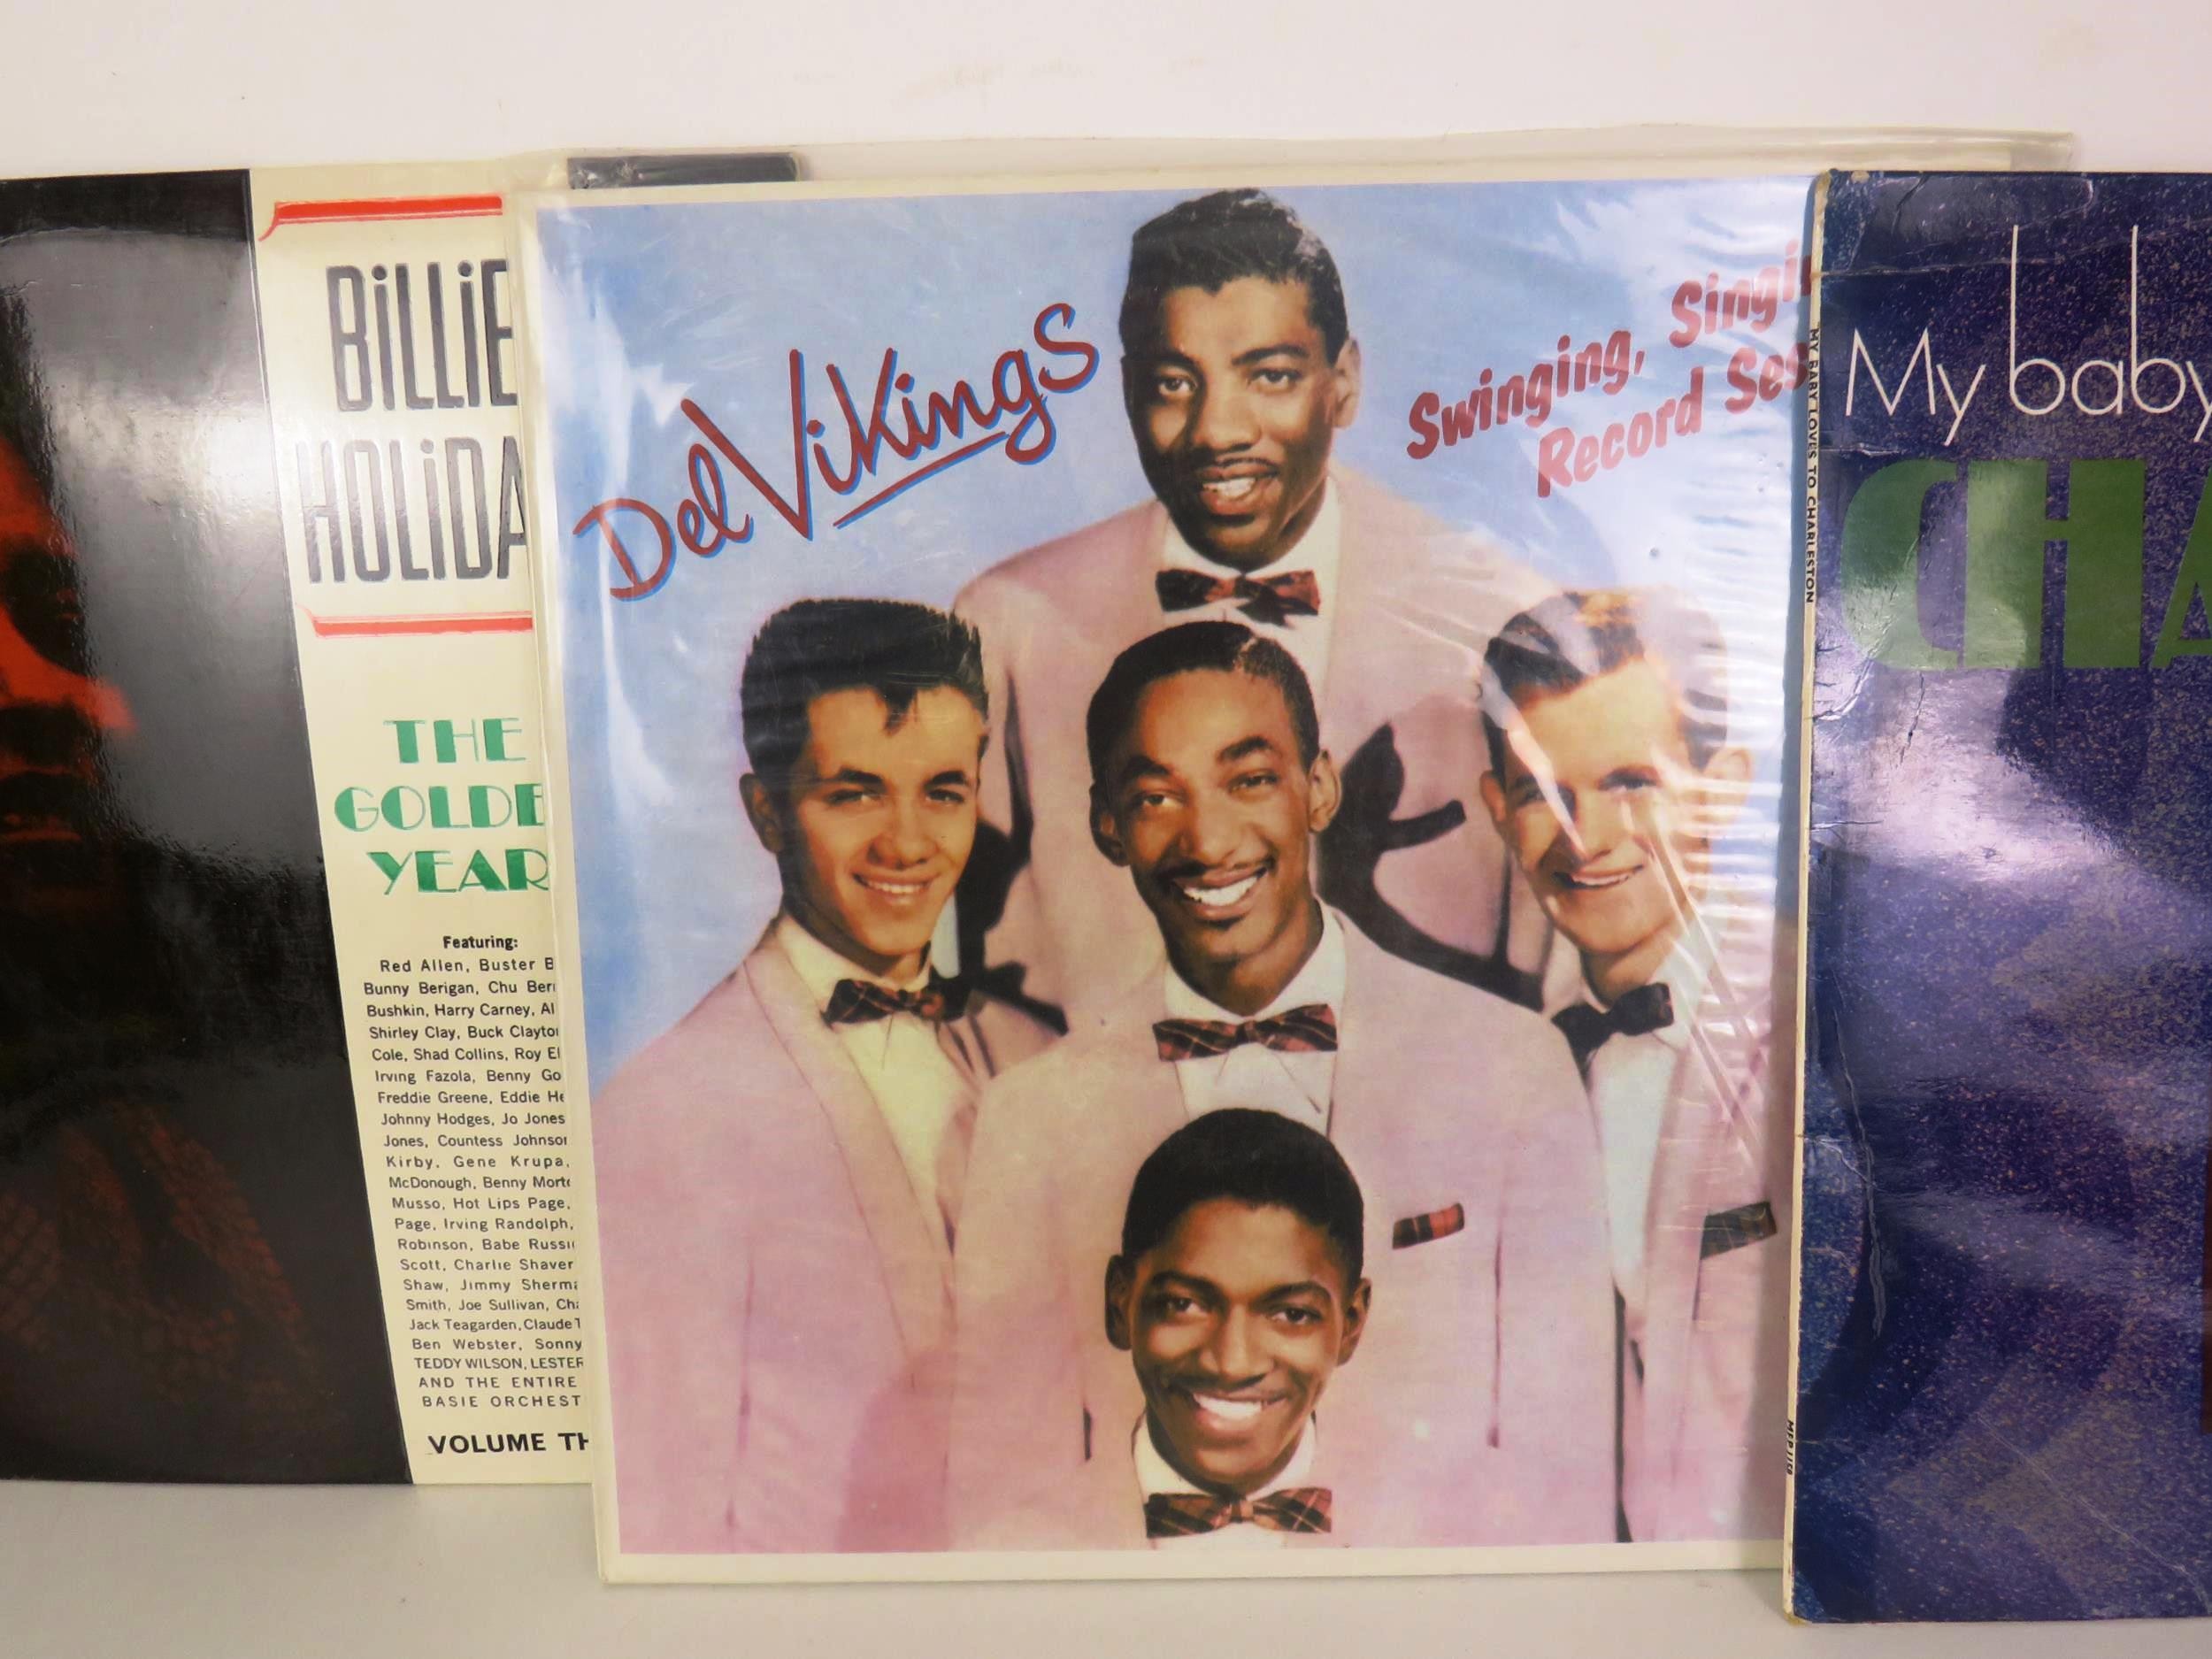 BiLLiE
HOLiDA
THE
GOLDE
YEAR
Featuring:
Red Allen, Buster B
Bunny Berigan, Chu Berr
Bushkin, Harry Carney, Al
Shirley Clay, Buck Clayton
Cole, Shad Collins, Roy El
Irving Fazola, Benny Go
Freddie Greene, Eddie He
Johnny Hodges, Jo Jones
Jones, Countess Johnson
Kirby, Gene Krupa,
McDonough, Benny Morto
Musso, Hot Lips Page,
Page, Irving Randolph,
Robinson, Babe Russi
Scott, Charlie Shaver
Shaw, Jimmy Sherma
Smith, Joe Sullivan, Cha
Jack Teagarden, Claude T
Ben Webster, Sonny
TEDDY WILSON, LESTER
AND THE ENTIRE
BASIE ORCHEST
VOLUME TH
Del Vikings
Swinging, Singin
Record Ses
MY BABY LOVES TO CHARLESTON
My baby
CHA